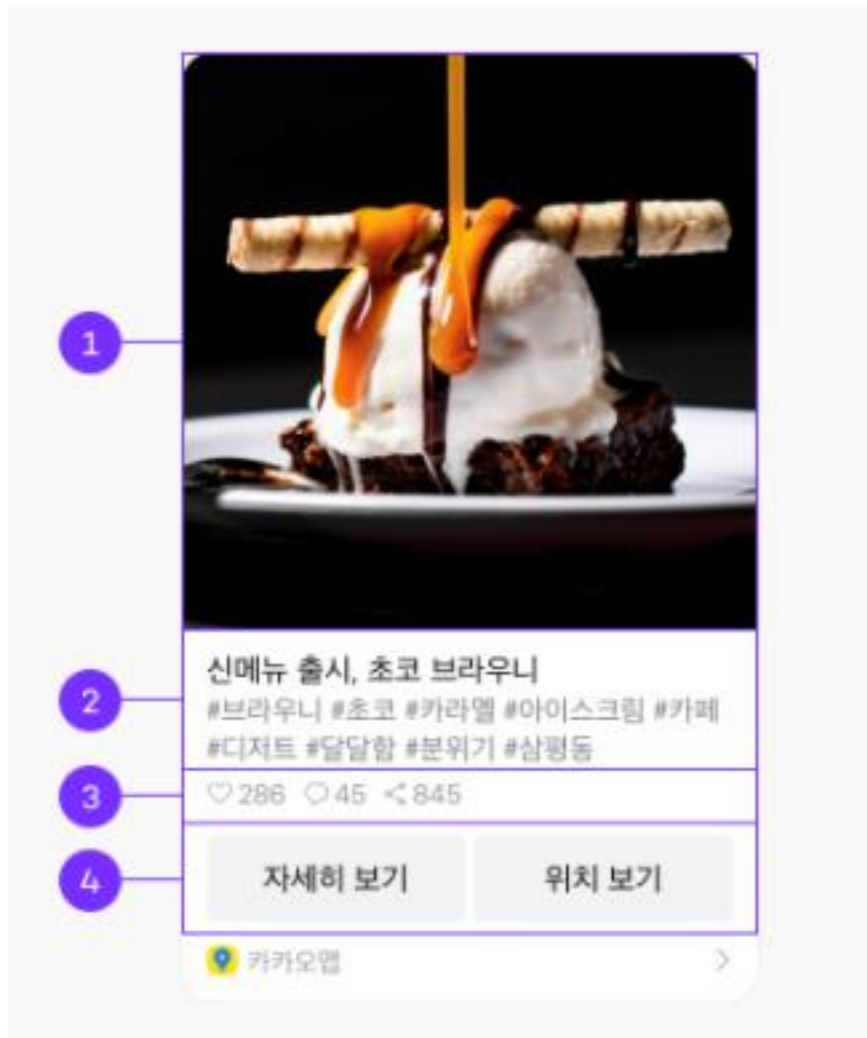 1
신메뉴 출시, 초코 브라우니
2
#브라우니 #초코 #카라멜 #아이스크림 #카페
#디저트 #달달함 #분위기 #삼평동
3
286 45 845
4
자세히 보기 위치 보기
카카오맵